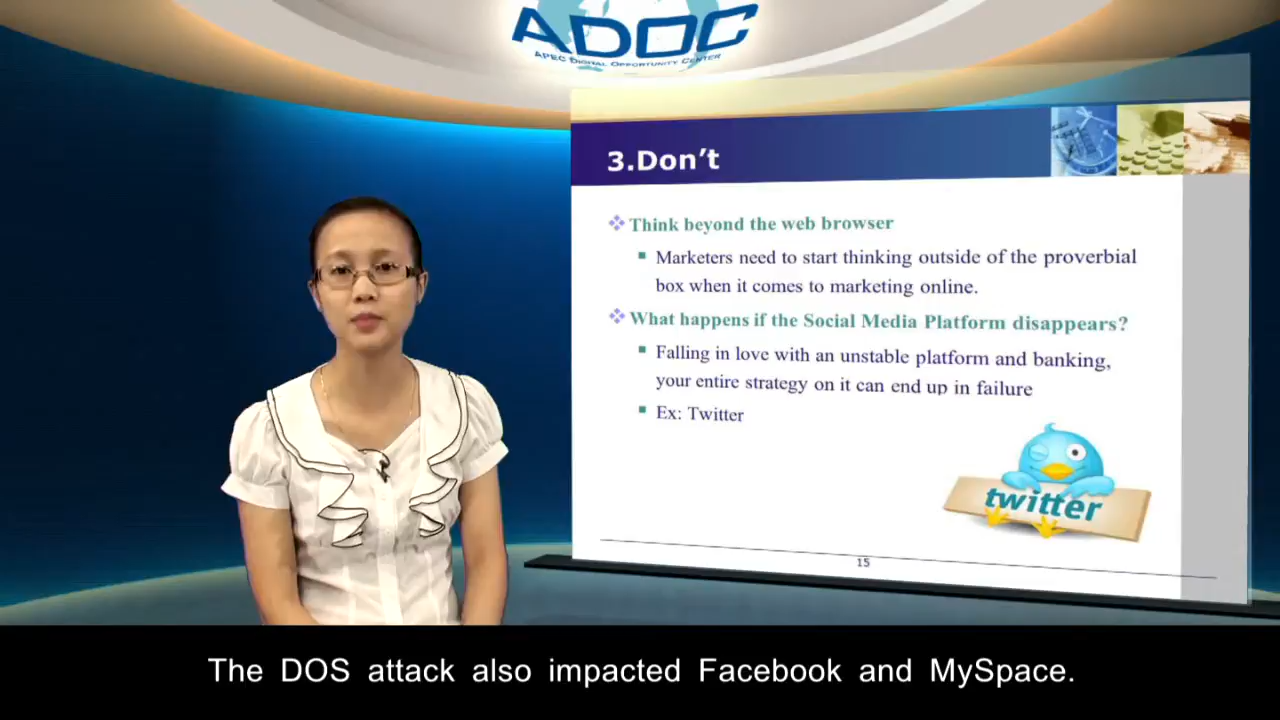 ADOC
APEC DIGITAL OPPORTUNITY CENTER
3.Don't
Think beyond the web browser
Marketers need to start thinking outside of the proverbial
box when it comes to marketing online.
What happens if the Social Media Platform disappears?
Falling in love with an unstable platform and banking,
your entire strategy on it can end up in failure
Ex: Twitter
twitter
15
The DOS attack also impacted Facebook and MySpace.